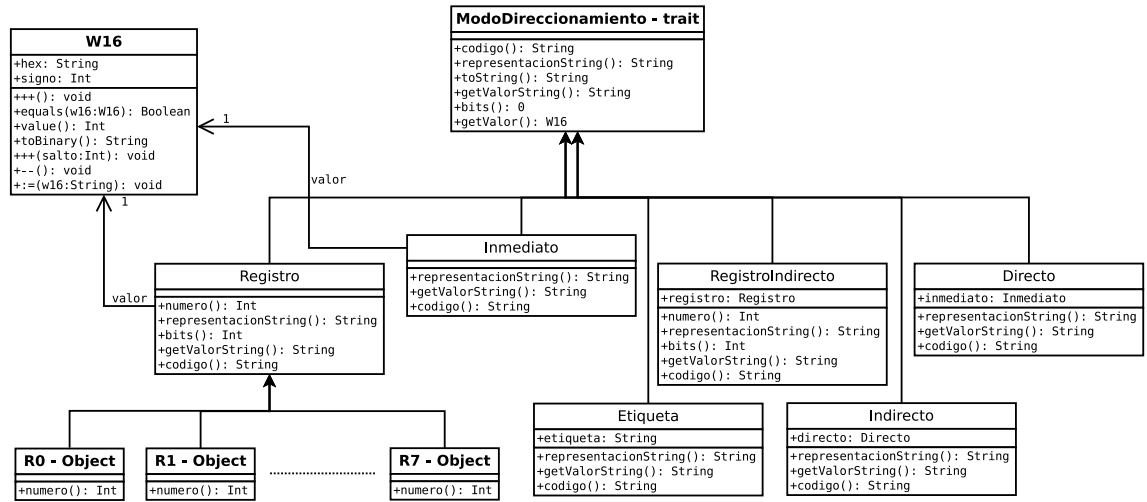 ModoDireccionamiento - trait
+codigo(): String
+representacionString(): String
+toString(): String
+getValorString(): String
+bits(): 0
+getValor(): W16
W16
+hex: String
+signo: Int
+++(): void
+equals(w16:W16): Boolean
+value(): Int
+toBinary(): String
+++(salto:Int): void
+--(): void
+:=(w16:String): void
1
valor
1
valor
Inmediato
+representacionString(): String
+getValorString(): String
+codigo(): String
Registro
+numero(): Int
+representacionString(): String
+bits(): Int
+getValorString(): String
+codigo(): String
RegistroIndirecto
+registro: Registro
+numero(): Int
+representacionString(): String
+bits(): Int
+getValorString(): String
+codigo(): String
Directo
+inmediato: Inmediato
+representacionString(): String
+getValorString(): String
+codigo(): String
Etiqueta
+etiqueta: String
+representacionString(): String
+getValorString(): String
+codigo(): String
Indirecto
+directo: Directo
+representacionString(): String
+getValorString(): String
+codigo(): String
R0 - Object
+numero(): Int
R1 - Object
+numero(): Int
R7 - Object
+numero(): Int